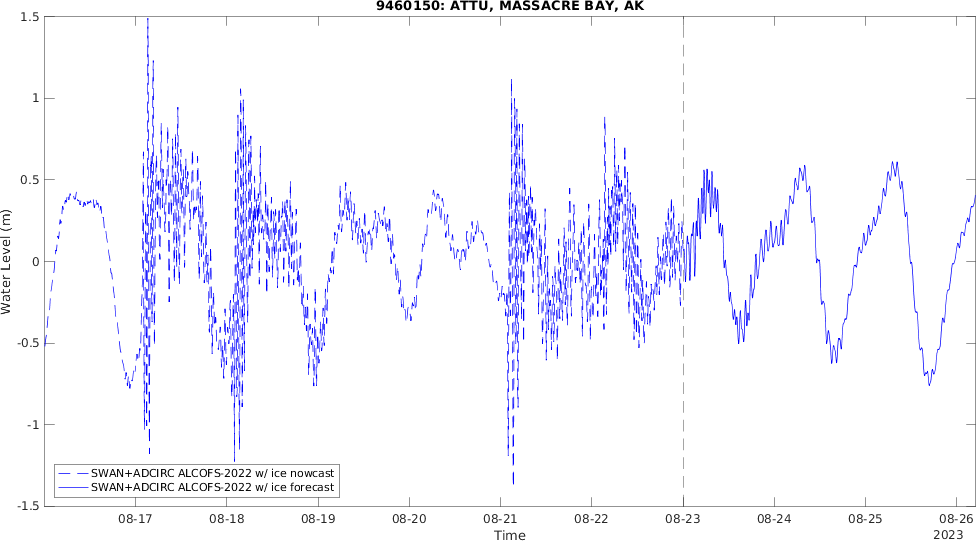 9460150: ATTU, MASSACRE BAY, AK
1.5
1
0.5
0
-0.5
-1
-1.5
Water Level (m)
SWAN+ADCIRC ALCOFS-2022 w/ ice nowcast
SWAN+ADCIRC ALCOFS-2022 w/ ice forecast
08-17 08-18 08-19 08-20 08-21 08-22 08-23 08-24 08-25 08-26
Time 2023